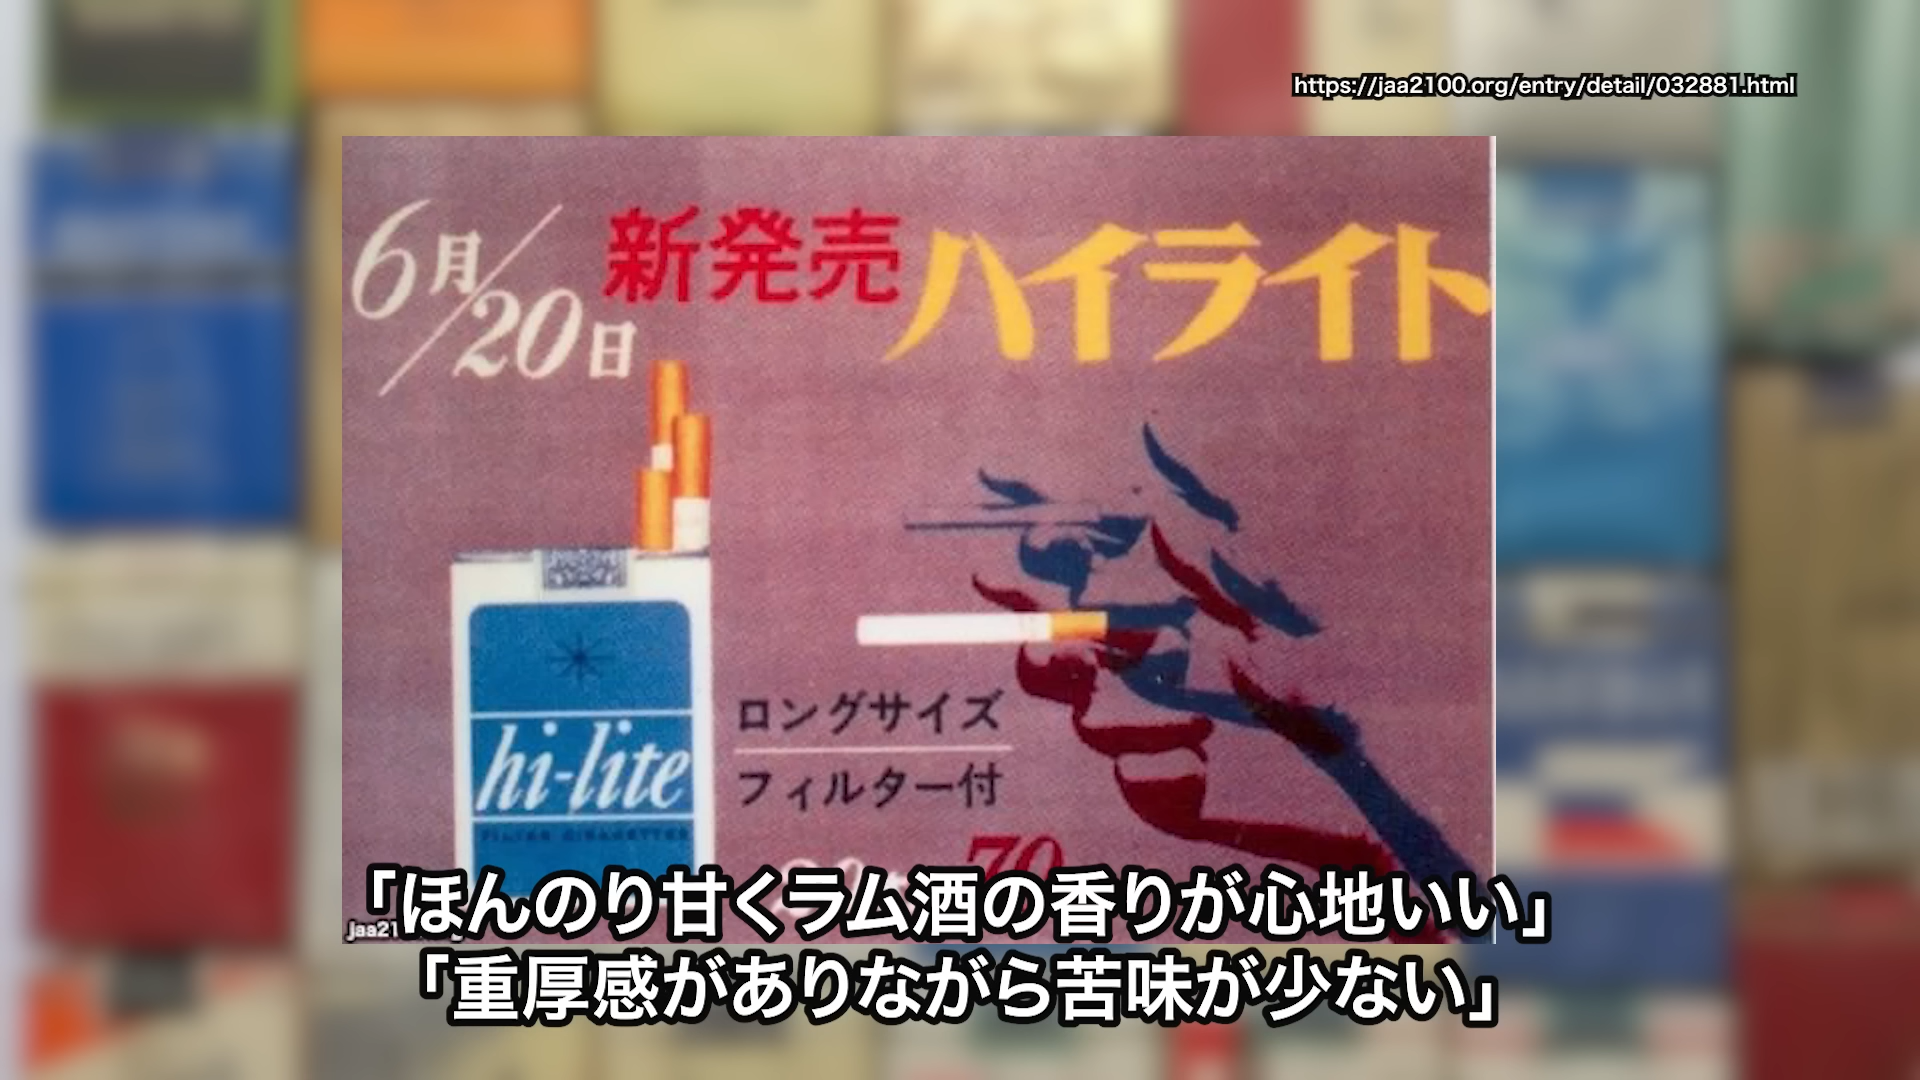 https://jaa2100.org/entry/detail/032881.html
6月/20日
新発売
ハイライト
hi-lite
FILTER CIGARETTES
ロングサイズ
フィルター付
70
「ほんのり甘くラム酒の香りが心地いい」
「重厚感がありながら苦味が少ない」